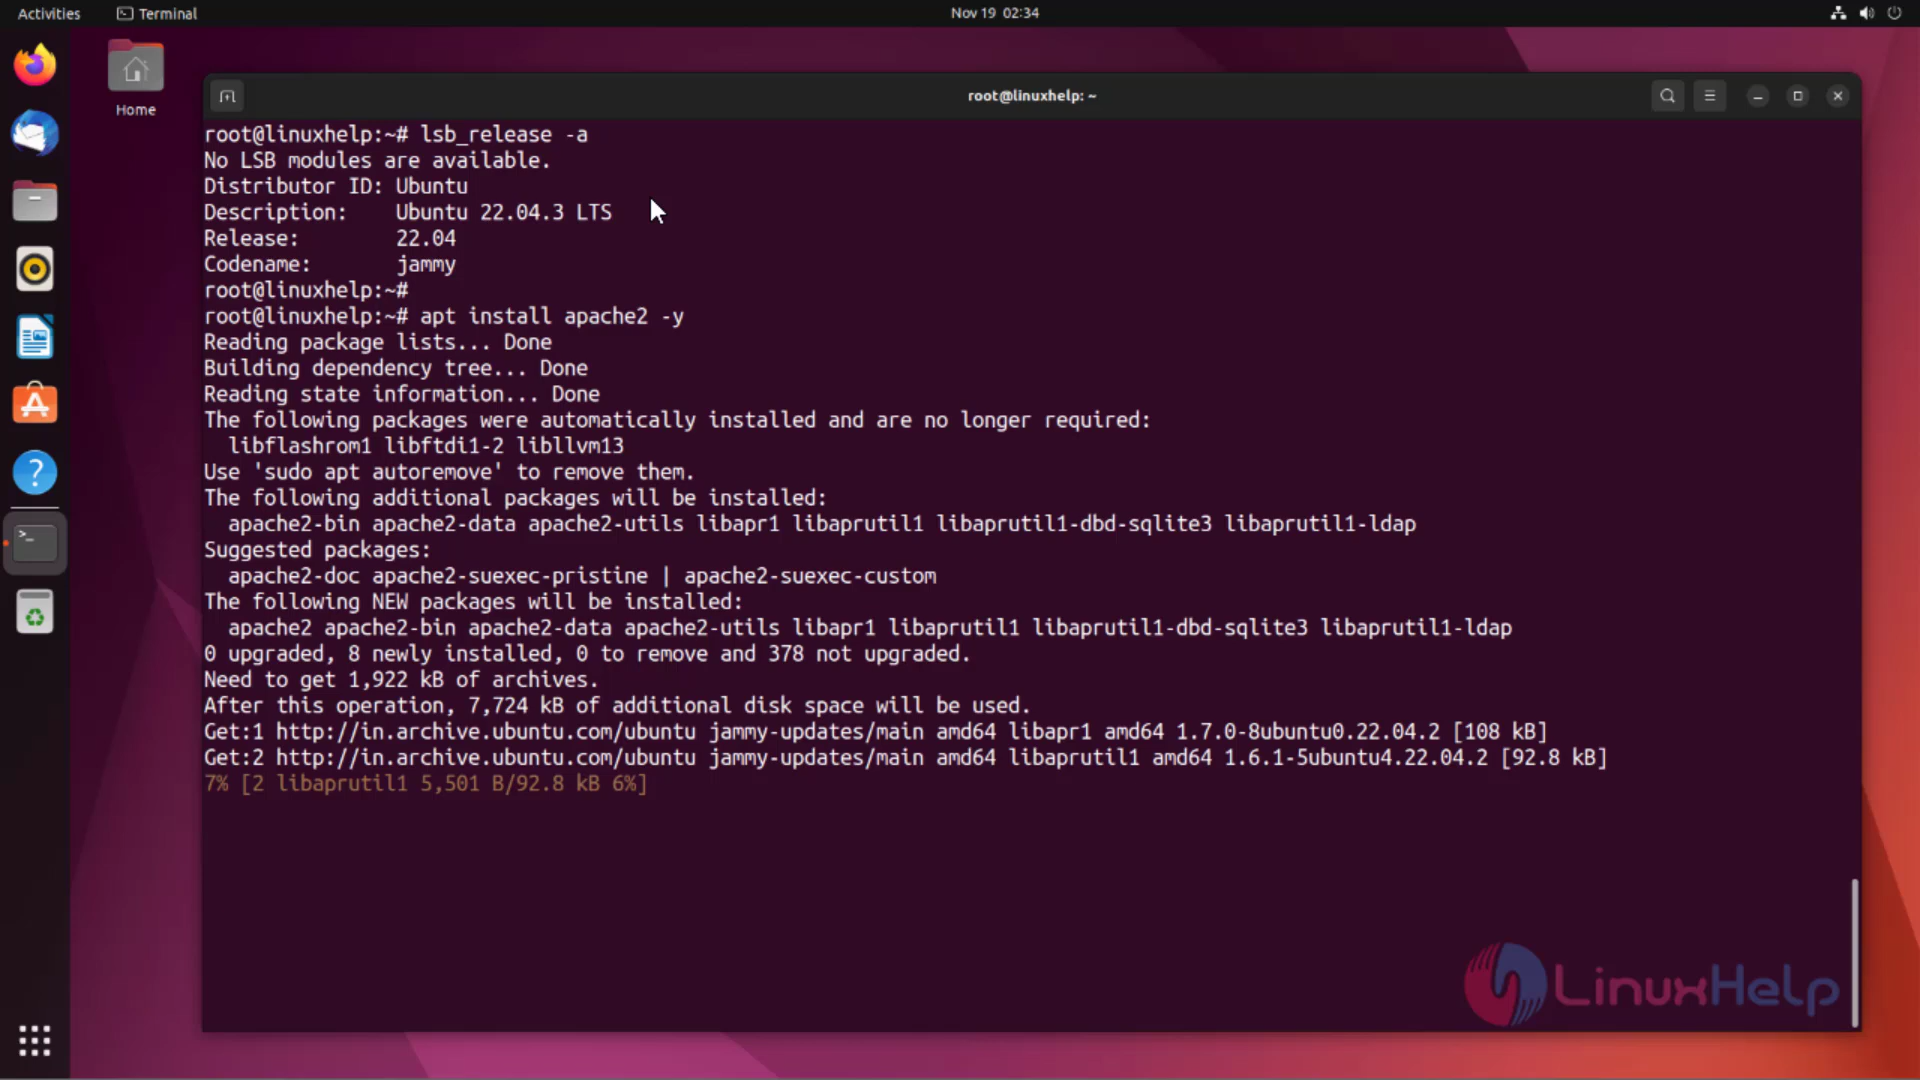 Activities Terminal Nov 19 02:34
Home
root@linuxhelp: ~
root@linuxhelp:~# lsb_release -a
No LSB modules are available.
Distributor ID: Ubuntu
Description:    Ubuntu 22.04.3 LTS
Release:        22.04
Codename:       jammy
root@linuxhelp:~#
root@linuxhelp:~# apt install apache2 -y
Reading package lists... Done
Building dependency tree... Done
Reading state information... Done
The following packages were automatically installed and are no longer required:
  libflashrom1 libftdi1-2 libllvm13
Use 'sudo apt autoremove' to remove them.
The following additional packages will be installed:
  apache2-bin apache2-data apache2-utils libapr1 libaprutil1 libaprutil1-dbd-sqlite3 libaprutil1-ldap
Suggested packages:
  apache2-doc apache2-suexec-pristine | apache2-suexec-custom
The following NEW packages will be installed:
  apache2 apache2-bin apache2-data apache2-utils libapr1 libaprutil1 libaprutil1-dbd-sqlite3 libaprutil1-ldap
0 upgraded, 8 newly installed, 0 to remove and 378 not upgraded.
Need to get 1,922 kB of archives.
After this operation, 7,724 kB of additional disk space will be used.
Get:1 http://in.archive.ubuntu.com/ubuntu jammy-updates/main amd64 libapr1 amd64 1.7.0-8ubuntu0.22.04.2 [108 kB]
Get:2 http://in.archive.ubuntu.com/ubuntu jammy-updates/main amd64 libaprutil1 amd64 1.6.1-5ubuntu4.22.04.2 [92.8 kB]
7% [2 libaprutil1 5,501 B/92.8 kB 6%]
LinuxHelp